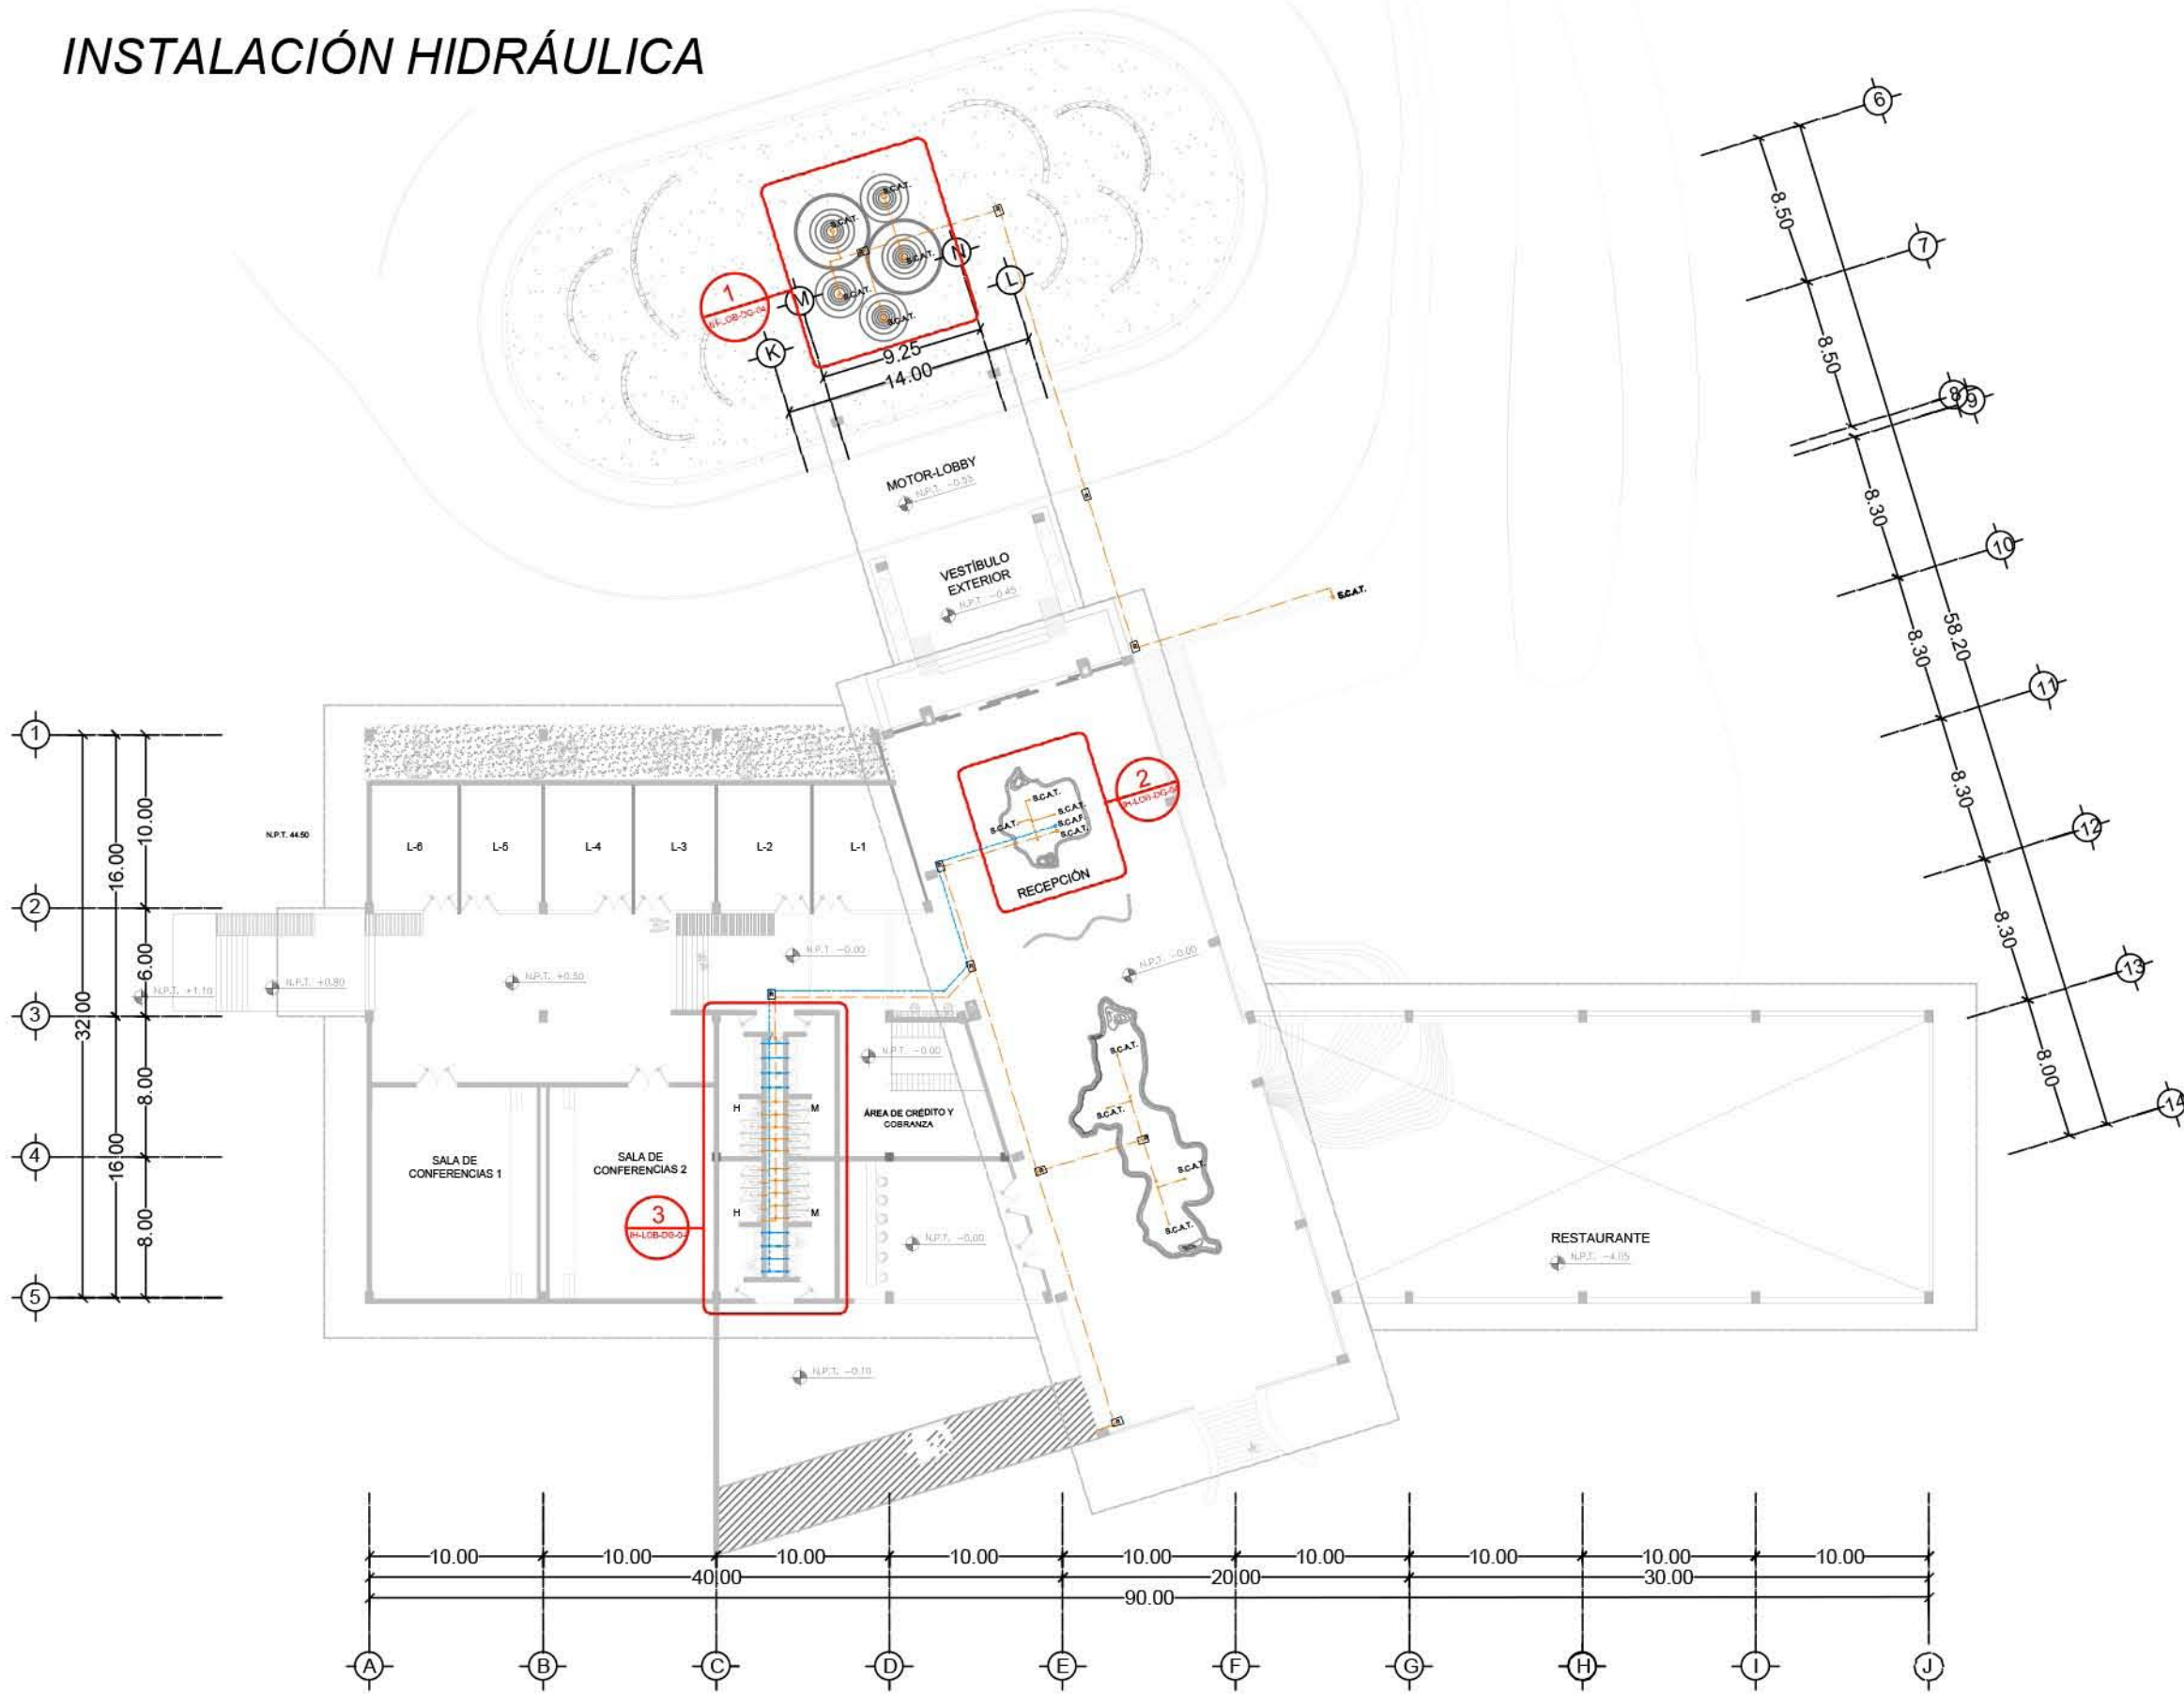 INSTALACIÓN HIDRÁULICA
6
7
8
9
10
11
12
13
14
8.50
8.50
8.30
8.30
8.30
8.30
8.00
58.20
S.C.A.T.
S.C.A.T.
S.C.A.T.
S.C.A.T.
S.C.A.T.
1
M
N
L
K
9.25
14.00
MOTOR-LOBBY
VESTÍBULO
EXTERIOR
N.P.T. -0.45
S.C.A.T.
1
2
3
4
5
32.00
16.00
16.00
10.00
6.00
8.00
8.00
N.P.T. 44.50
L-6
L-5
L-4
L-3
L-2
L-1
2
S.C.A.T.
S.C.A.T.
S.C.A.T.
S.C.A.F.
S.C.A.T.
RECEPCIÓN
N.P.T. +1.10
N.P.T. +0.80
N.P.T. +0.50
N.P.T. -0.00
N.P.T. -0.00
N.P.T. -0.00
H
M
H
M
ÁREA DE CRÉDITO Y
COBRANZA
SALA DE
CONFERENCIAS 1
SALA DE
CONFERENCIAS 2
3
S.C.A.T.
S.C.A.T.
S.C.A.T.
S.C.A.T.
N.P.T. -0.00
RESTAURANTE
N.P.T. -0.10
10.00
10.00
10.00
10.00
10.00
10.00
10.00
10.00
10.00
40.00
20.00
30.00
90.00
A
B
C
D
E
F
G
H
I
J